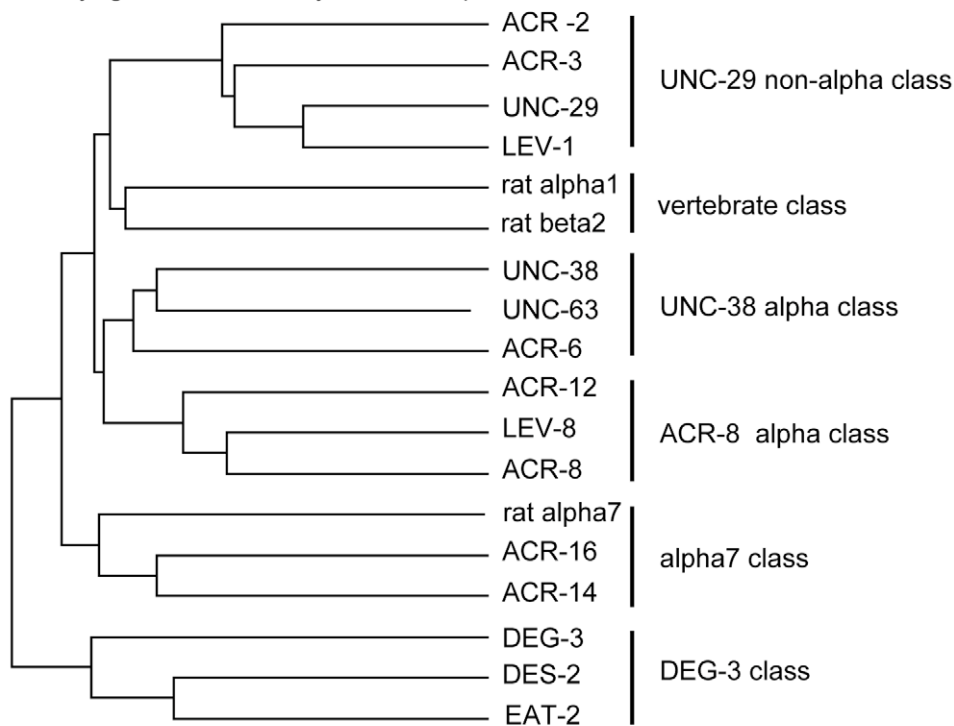 ACR -2
ACR-3
UNC-29
LEV-1
UNC-29 non-alpha class
rat alpha1
rat beta2
vertebrate class
UNC-38
UNC-63
ACR-6
UNC-38 alpha class
ACR-12
LEV-8
ACR-8
ACR-8 alpha class
rat alpha7
ACR-16
ACR-14
alpha7 class
DEG-3
DES-2
EAT-2
DEG-3 class